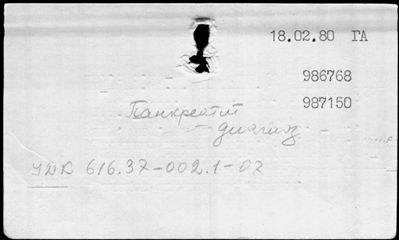 18.02.80 ГА
986768
987150
Панкреатит
– диагноз
УДК 616.37-002.1-07